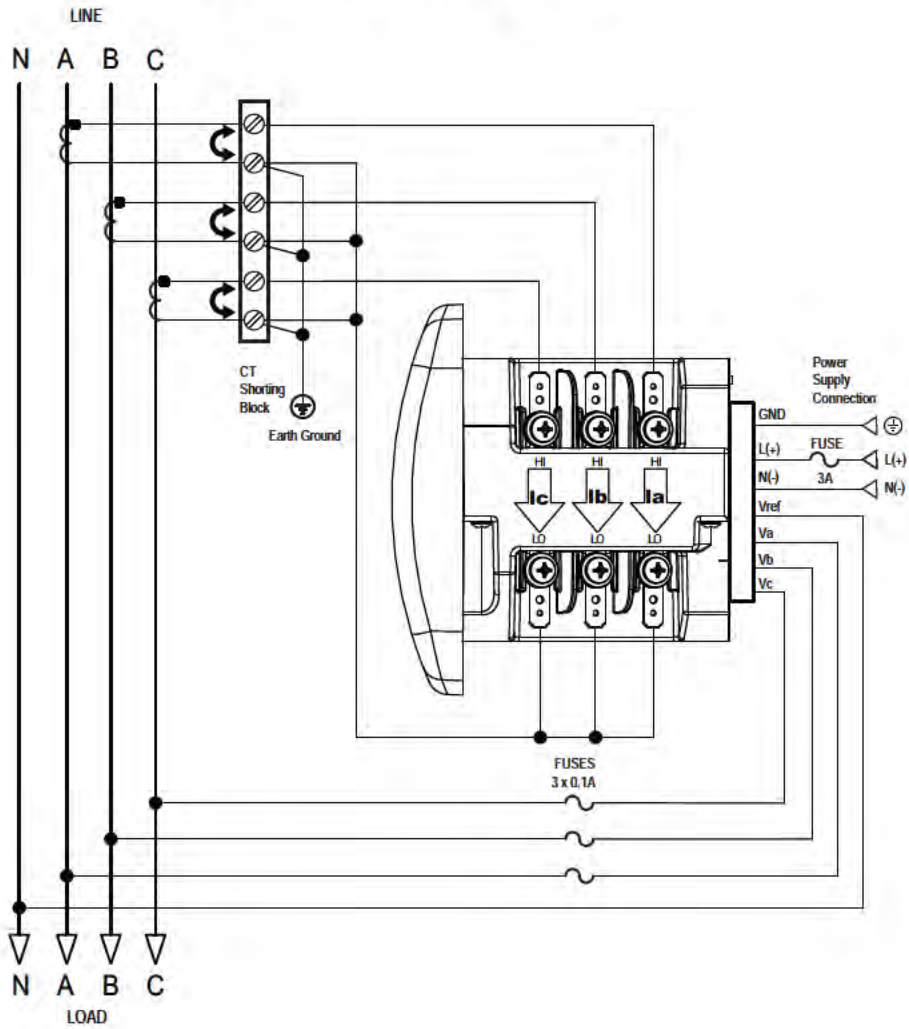 LINE
N A B C
CT
Shorting
Block
Earth Ground
Power
Supply
Connection
GND
FUSE
L(+)
L(+)
3A
N(-)
N(-)
Vref
Va
Vb
Vc
HI HI HI
Ic Ib Ia
LO LO LO
FUSES
3 x 0,1A
N A B C
LOAD